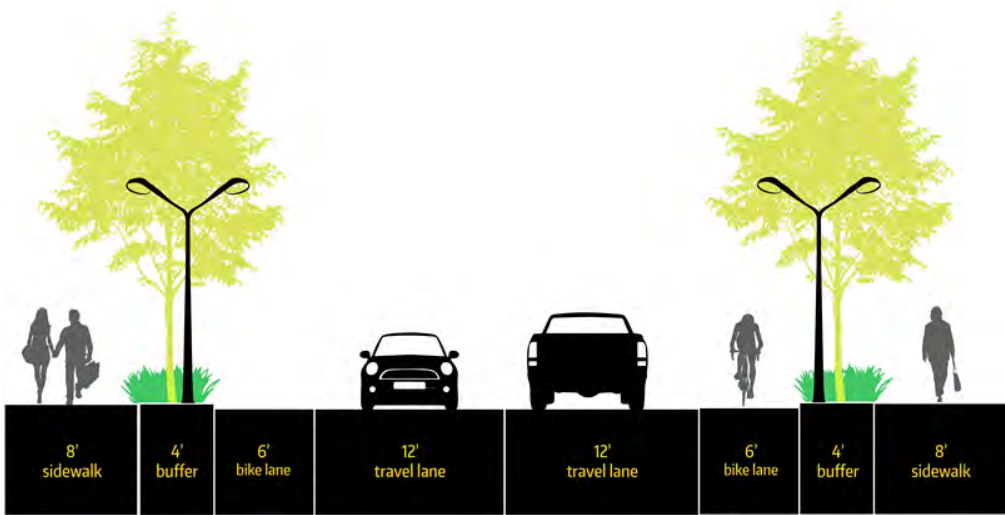 8'
sidewalk
4'
buffer
6'
bike lane
12'
travel lane
12'
travel lane
6'
bike lane
4'
buffer
8'
sidewalk